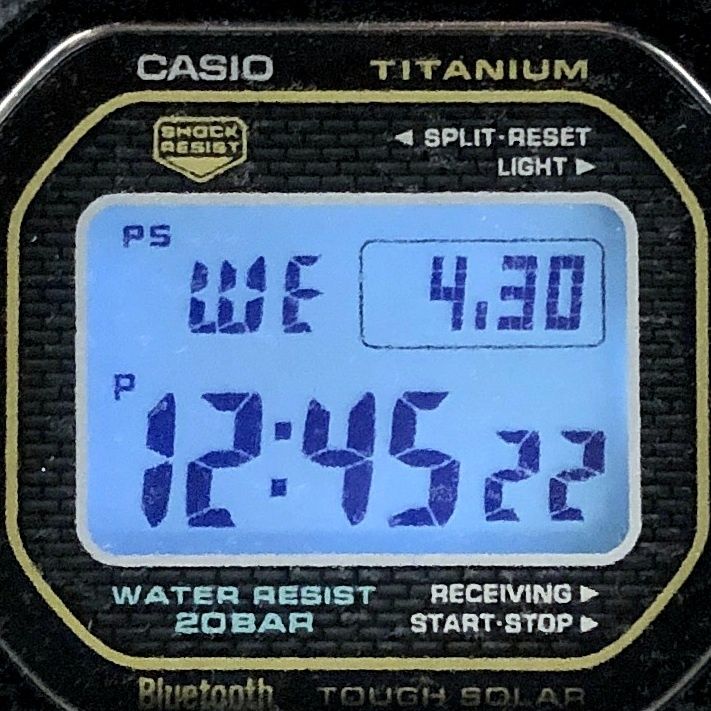 CASIO TITANIUM
SHOCK
RESIST
◄ SPLIT·RESET
LIGHT ►
PS
WE 4.30
P
12:45 22
WATER RESIST
20BAR
RECEIVING ►
START·STOP ►
Bluetooth TOUGH SOLAR